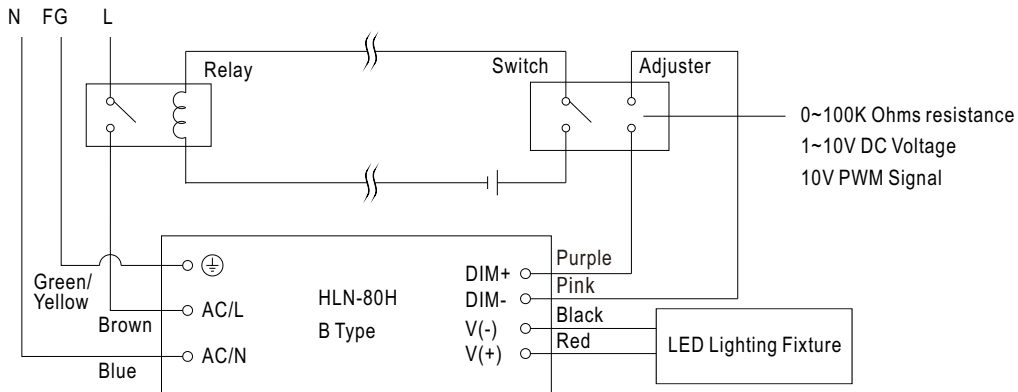 N FG L
Relay
Switch
Adjuster
0~100K Ohms resistance
1~10V DC Voltage
10V PWM Signal
Green/
Yellow
Brown
Blue
AC/L
AC/N
HLN-80H
B Type
DIM+
DIM-
V(-)
V(+)
Purple
Pink
Black
Red
LED Lighting Fixture